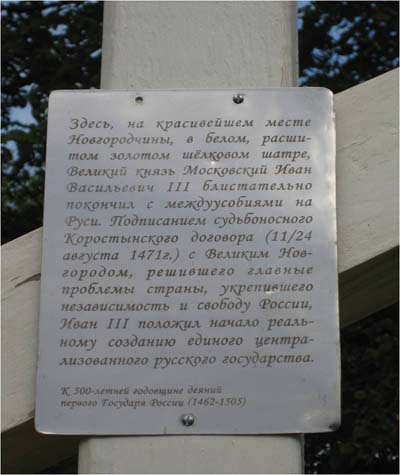 Здесь, на красивейшем месте
Новгородчины, в белом, расши-
том золотом шёлковом шатре,
Великий князь Московский Иван
Васильевич III блистательно
покончил с междуусобиями на
Руси. Подписанием судьбоносного
Коростынского договора (11/24
августа 1471г.) с Великим Нов-
городом, решившего главные
проблемы страны, укрепившего
независимость и свободу России,
Иван III положил начало реаль-
ному созданию единого центра-
лизованного русского государства.
К 500-летней годовщине деяний
первого Государя России (1462-1505)